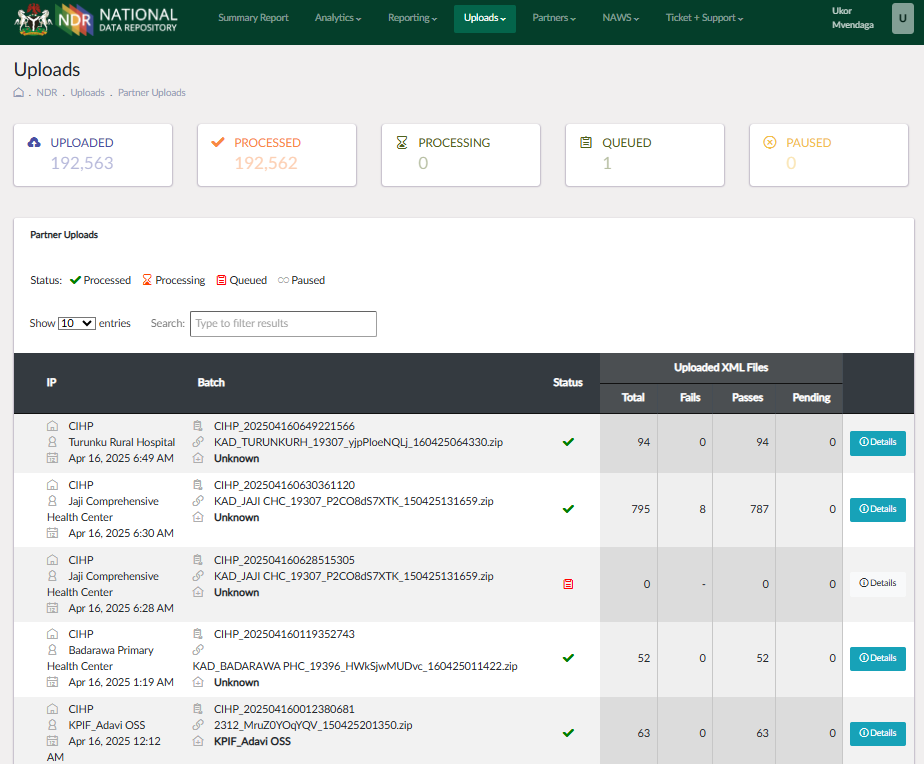 NDR NATIONAL DATA REPOSITORY
Summary Report
Analytics
Reporting
Uploads
Partners
NAWS
Ticket + Support
Ukor Mvendaga
U
Uploads
NDR . Uploads . Partner Uploads
UPLOADED
192,563
PROCESSED
192,562
PROCESSING
0
QUEUED
1
PAUSED
0
Partner Uploads
Status: Processed Processing Queued Paused
Show 10 entries Search: Type to filter results
IP Batch Status Uploaded XML Files
Total Fails Passes Pending
CIHP CIHP_202504160649221566
Turunku Rural Hospital KAD_TURUNKURH_19307_yjpPloeNQLj_160425064330.zip 94 0 94 0 Details
Apr 16, 2025 6:49 AM Unknown
CIHP CIHP_202504160630361120
Jaji Comprehensive KAD_JAJI CHC_19307_P2CO8dS7XTK_150425131659.zip 795 8 787 0 Details
Health Center Unknown
Apr 16, 2025 6:30 AM
CIHP CIHP_202504160628515305
Jaji Comprehensive KAD_JAJI CHC_19307_P2CO8dS7XTK_150425131659.zip 0 - 0 0 Details
Health Center Unknown
Apr 16, 2025 6:28 AM
CIHP CIHP_202504160119352743
Badarawa Primary
Health Center KAD_BADARAWA PHC_19396_HWkSjwMUDvc_160425011422.zip 52 0 52 0 Details
Apr 16, 2025 1:19 AM Unknown
CIHP CIHP_202504160012380681
KPIF_Adavi OSS 2312_MruZ0YOqYQV_150425201350.zip 63 0 63 0 Details
Apr 16, 2025 12:12 KPIF_Adavi OSS
AM